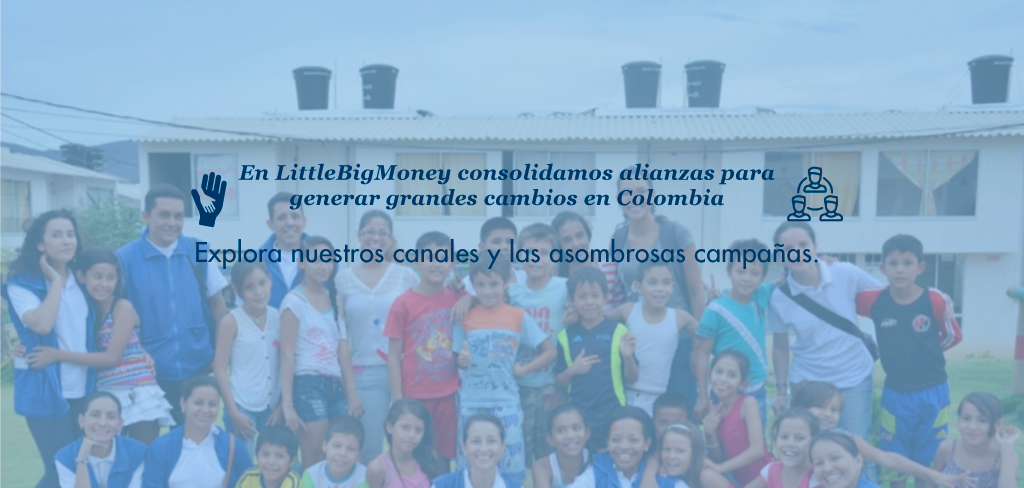 En LittleBigMoney consolidamos alianzas para
generar grandes cambios en Colombia
Explora nuestros canales y las asombrosas campañas.